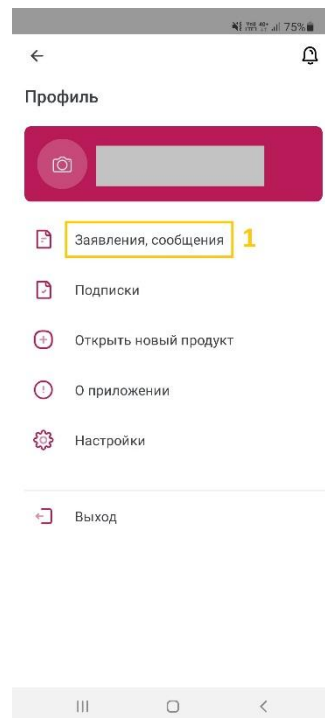 75%
Профиль
Заявления, сообщения 1
Подписки
Открыть новый продукт
О приложении
Настройки
Выход